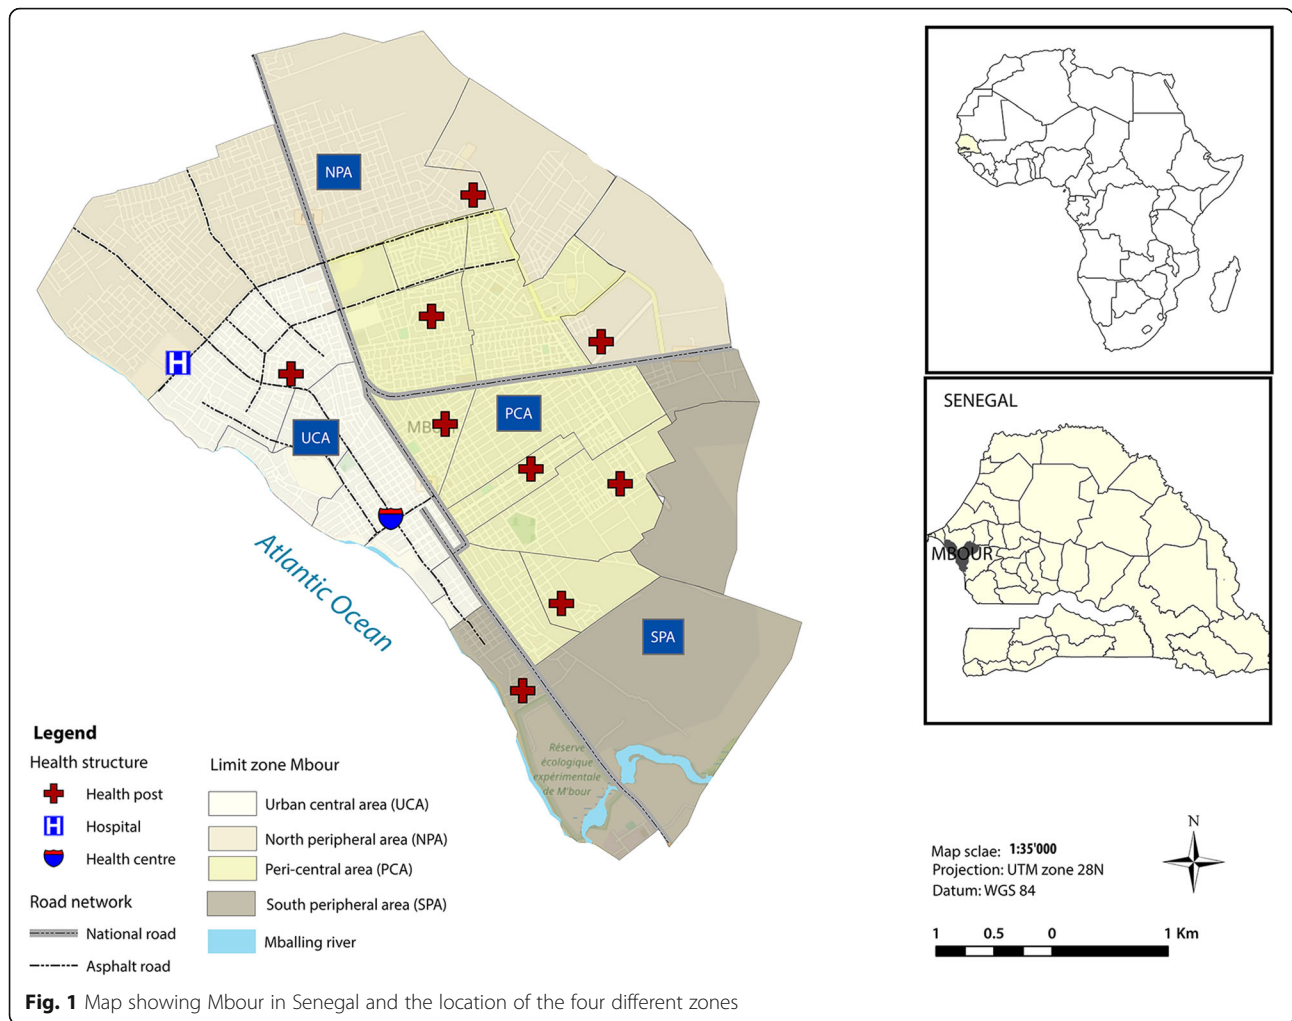 NPA
PCA
UCA
SPA
Atlantic Ocean
Réserve
écologique
expérimentale
de M'bour
SENEGAL
MBOUR
Legend
Health structure
Health post
Hospital
Health centre
Road network
National road
Asphalt road
Limit zone Mbour
Urban central area (UCA)
North peripheral area (NPA)
Peri-central area (PCA)
South peripheral area (SPA)
Mballing river
N
Map sclae: 1:35'000
Projection: UTM zone 28N
Datum: WGS 84
1 0.5 0 1 Km
Fig. 1 Map showing Mbour in Senegal and the location of the four different zones